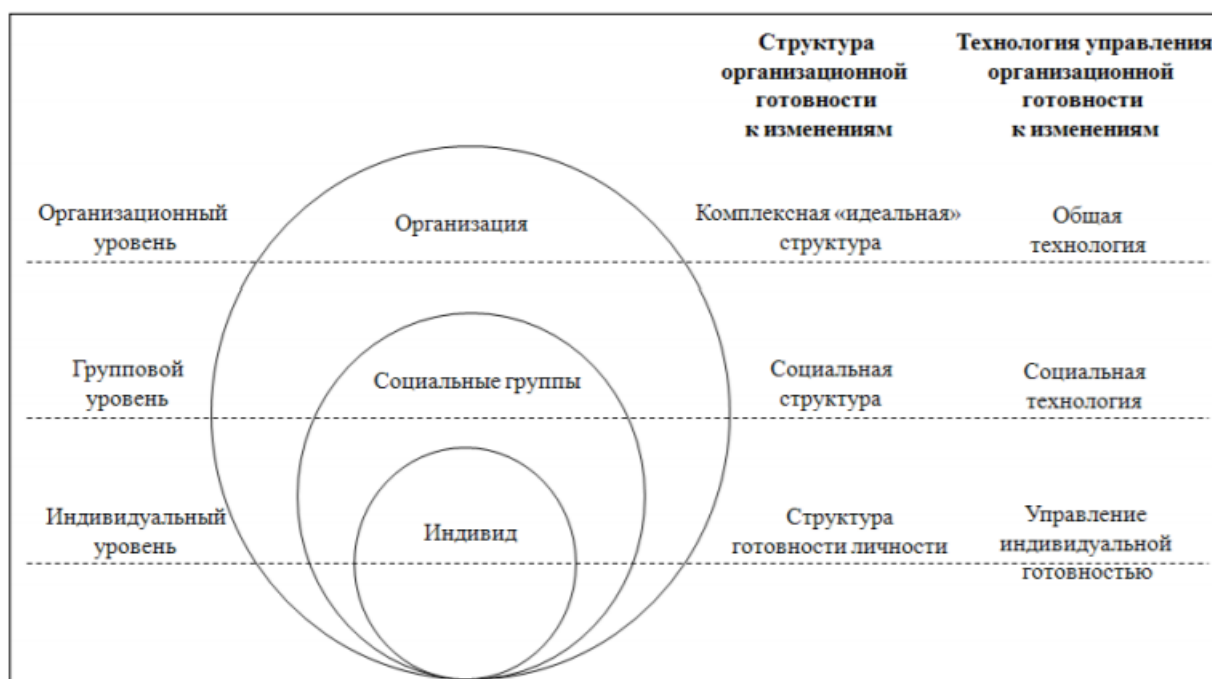 Структура
организационной
готовности
к изменениям
Технология управления
организационной
готовности
к изменениям
Организационный
уровень
Организация
Комплексная «идеальная»
структура
Общая
технология
Групповой
уровень
Социальные группы
Социальная
структура
Социальная
технология
Индивидуальный
уровень
Индивид
Структура
готовности личности
Управление
индивидуальной
готовностью